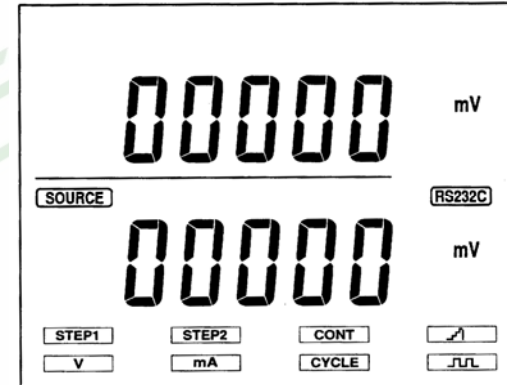 00000 mV
SOURCE RS232C
00000 mV
STEP1 STEP2 CONT
V mA CYCLE